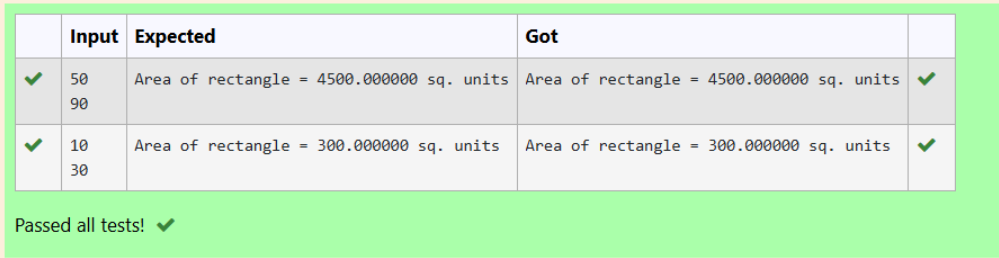 Input Expected Got
50 Area of rectangle = 4500.000000 sq. units Area of rectangle = 4500.000000 sq. units
90
10 Area of rectangle = 300.000000 sq. units Area of rectangle = 300.000000 sq. units
30
Passed all tests!